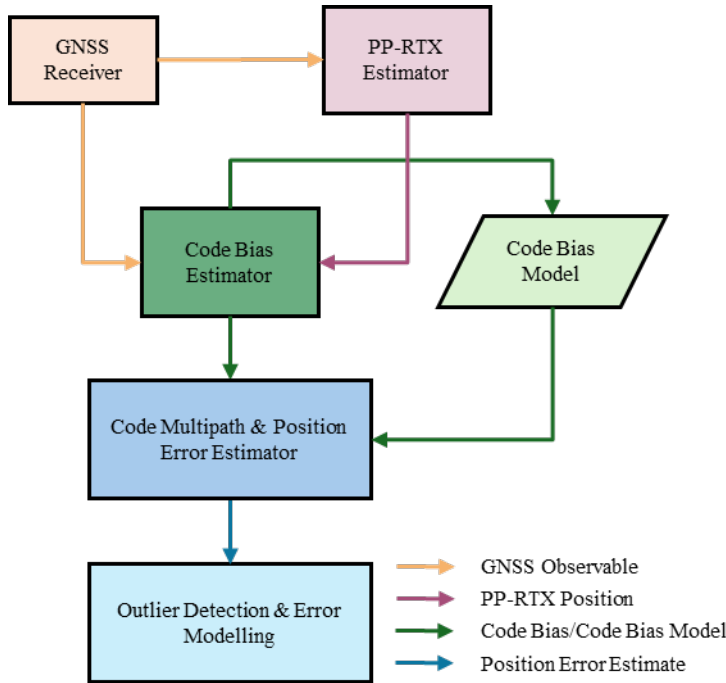 GNSS
Receiver
PP-RTX
Estimator
Code Bias
Estimator
Code Bias
Model
Code Multipath & Position
Error Estimator
Outlier Detection & Error
Modelling
GNSS Observable
PP-RTX Position
Code Bias/Code Bias Model
Position Error Estimate